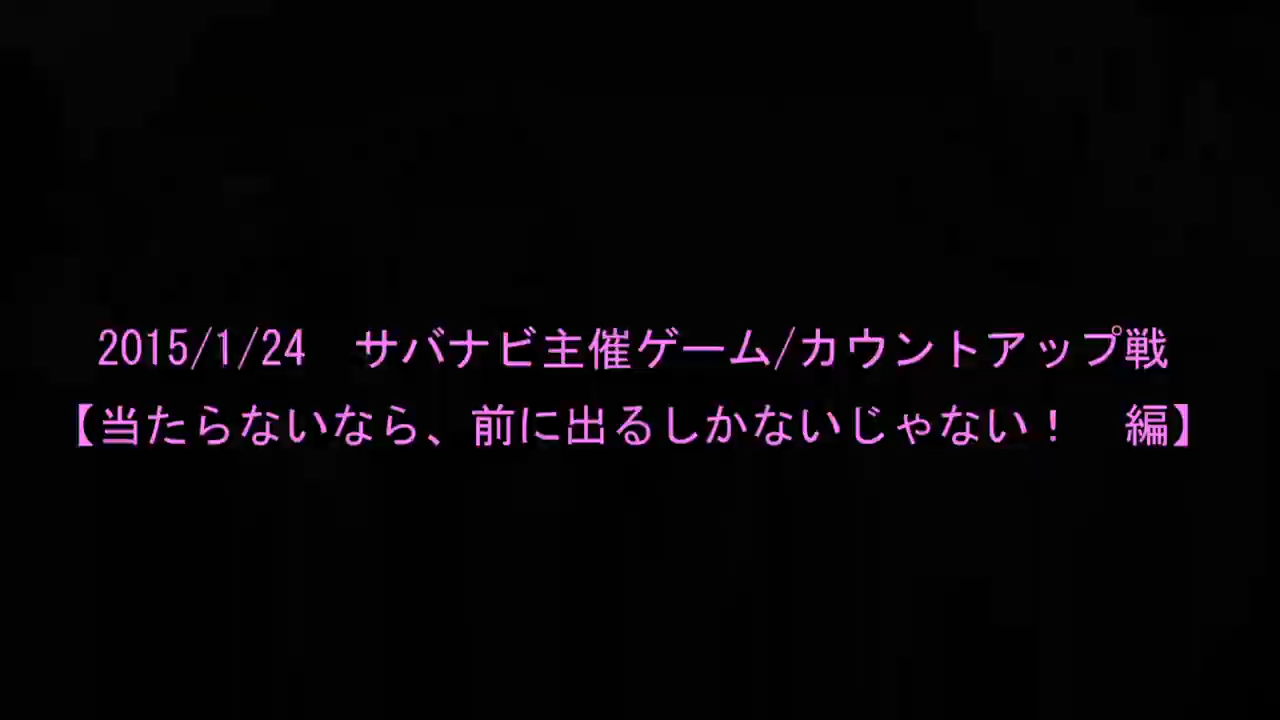 2015/1/24　サバナビ主催ゲーム/カウントアップ戦
【当たらないなら、前に出るしかないじゃない！　編】